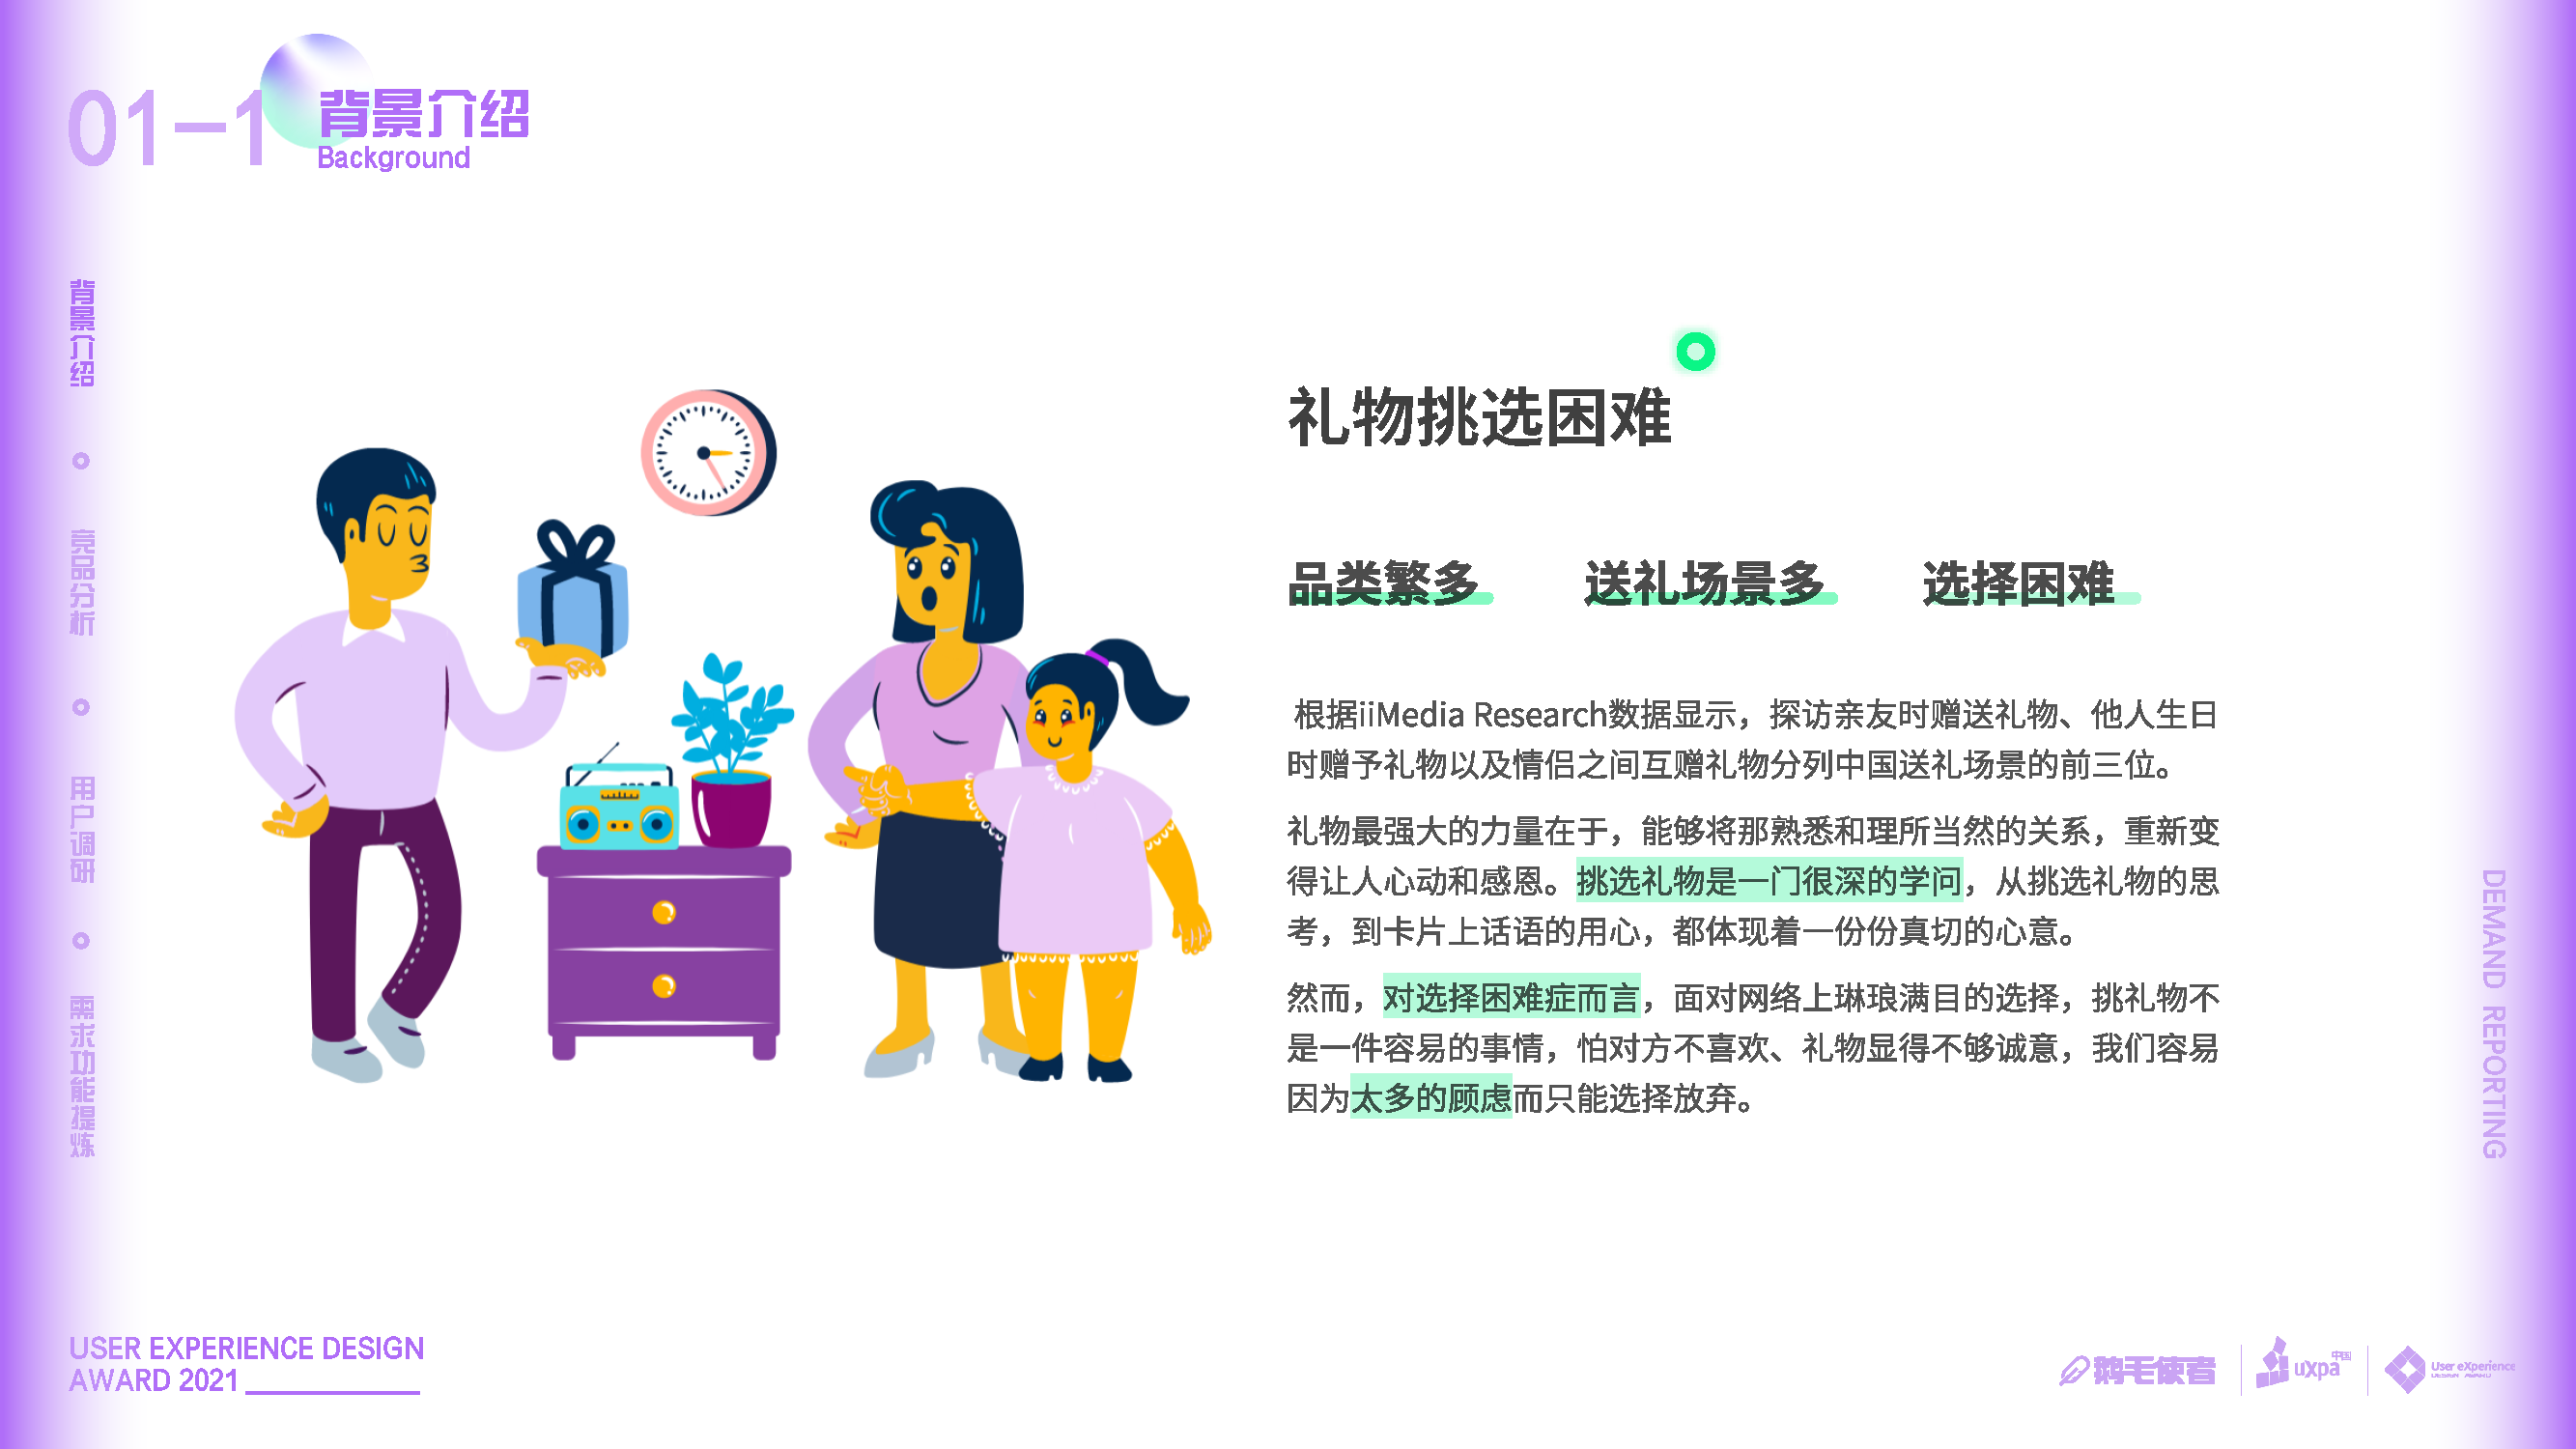 01-1
背景介绍
Background
背景介绍
竞品分析
用户调研
需求功能提炼
礼物挑选困难
品类繁多 送礼场景多 选择困难
根据iiMedia Research数据显示，探访亲友时赠送礼物、他人生日
时赠予礼物以及情侣之间互赠礼物分列中国送礼场景的前三位。
礼物最强大的力量在于，能够将那熟悉和理所当然的关系，重新变
得让人心动和感恩。挑选礼物是一门很深的学问，从挑选礼物的思
考，到卡片上话语的用心，都体现着一份份真切的心意。
然而，对选择困难症而言，面对网络上琳琅满目的选择，挑礼物不
是一件容易的事情，怕对方不喜欢、礼物显得不够诚意，我们容易
因为太多的顾虑而只能选择放弃。
DEMAND REPORTING
USER EXPERIENCE DESIGN
AWARD 2021
鹅毛使者
uxpa中国
User eXperience